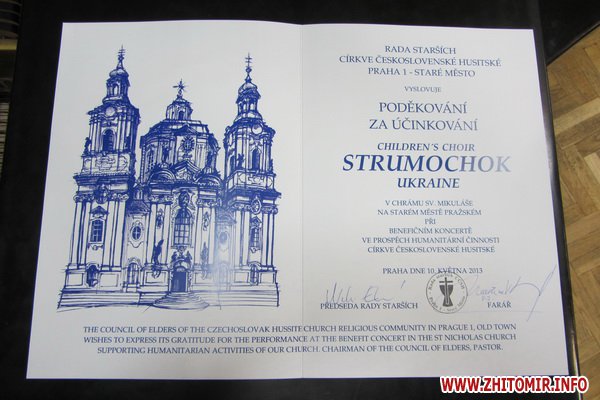 RADA STARŠÍCH
CÍRKVE ČESKOSLOVENSKÉ HUSITSKÉ
PRAHA 1 - STARÉ MĚSTO
VYSLOVUJE
PODĚKOVÁNÍ
ZA ÚČINKOVÁNÍ
CHILDREN'S CHOIR
STRUMOCHOK
UKRAINE
V CHRÁMU SV. MIKULÁŠE
NA STARÉM MĚSTĚ PRAŽSKÉM
PŘI
BENEFIČNÍM KONCERTĚ
VE PROSPĚCH HUMANITÁRNÍ ČINNOSTI
CÍRKVE ČESKOSLOVENSKÉ HUSITSKÉ
PRAHA DNE 10. KVĚTNA 2013
PŘEDSEDA RADY STARŠÍCH
FARÁŘ
THE COUNCIL OF ELDERS OF THE CZECHOSLOVAK HUSSITE CHURCH RELIGIOUS COMMUNITY IN PRAGUE 1, OLD TOWN
WISHES TO EXPRESS ITS GRATITUDE FOR THE PERFORMANCE AT THE BENEFIT CONCERT IN THE ST NICHOLAS CHURCH
SUPPORTING HUMANITARIAN ACTIVITIES OF OUR CHURCH. CHAIRMAN OF THE COUNCIL OF ELDERS, PASTOR.
WWW.ZHITOMIR.INFO